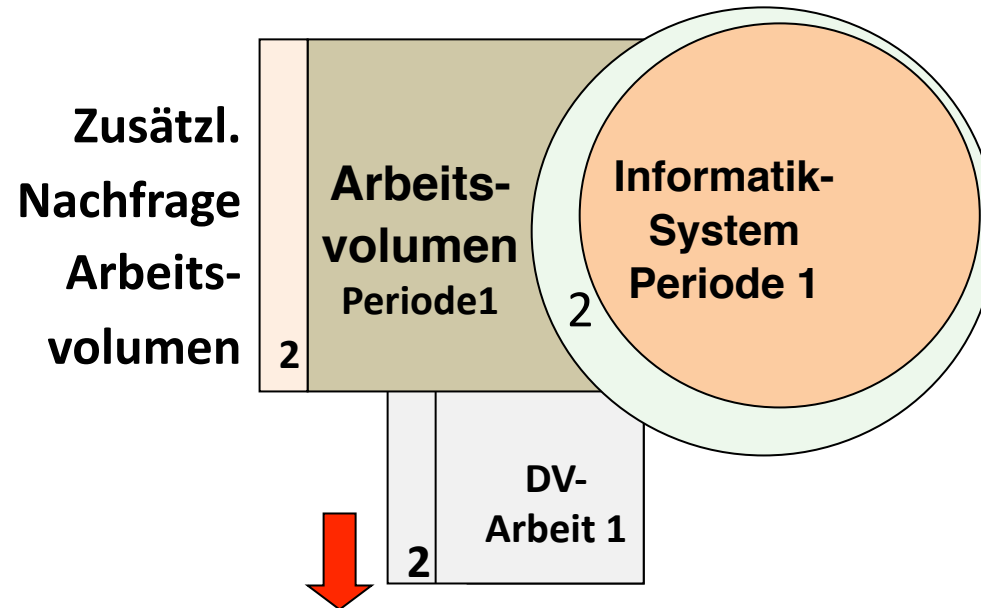 Zusätzl.
Nachfrage
Arbeits-
volumen
2
Arbeits-
volumen
Periode1
2
Informatik-
System
Periode 1
2
DV-
Arbeit 1